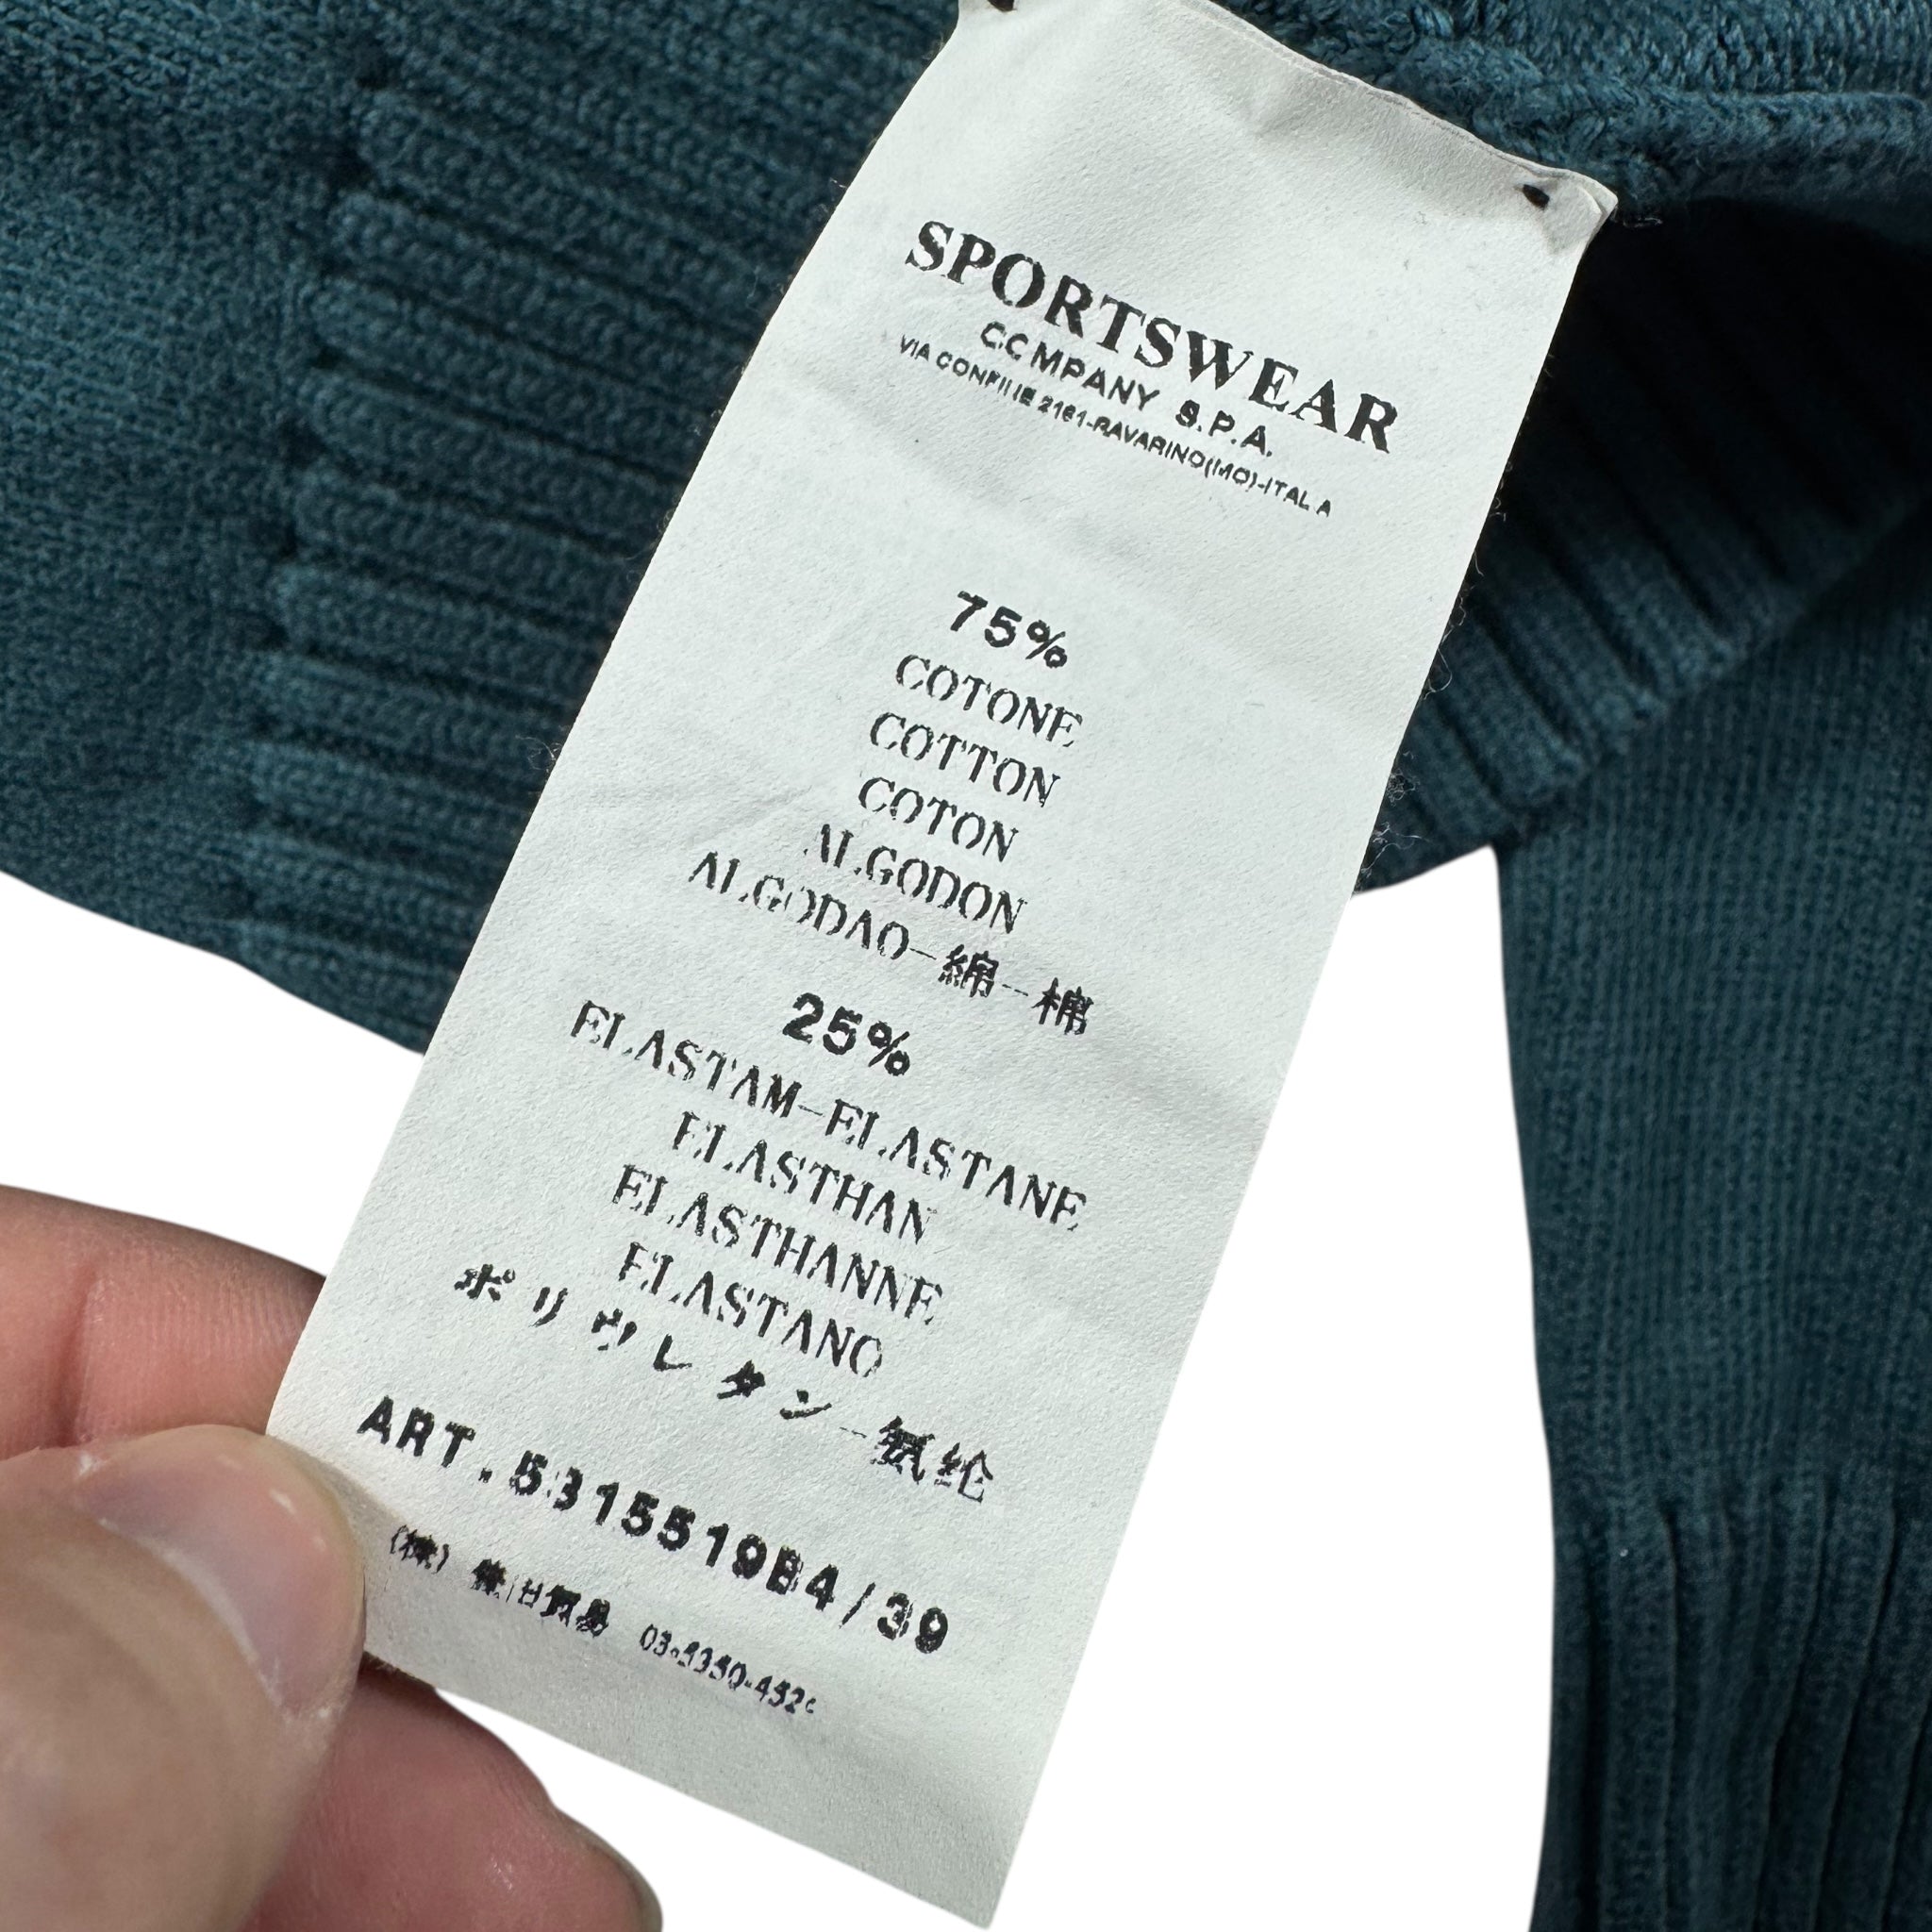 SPORTSWEAR
COMPANY S.P.A.
VIA CONFINE 2161-RAVARINO(MO)-ITALIA
75%
COTONE
COTTON
COTON
ALGODON
ALGODAO-綿-棉
25%
ELASTAM-ELASTANE
ELASTHAN
ELASTHANNE
ELASTANO
ポリウレタン-氨纶
ART.5315519B4/39
(株)